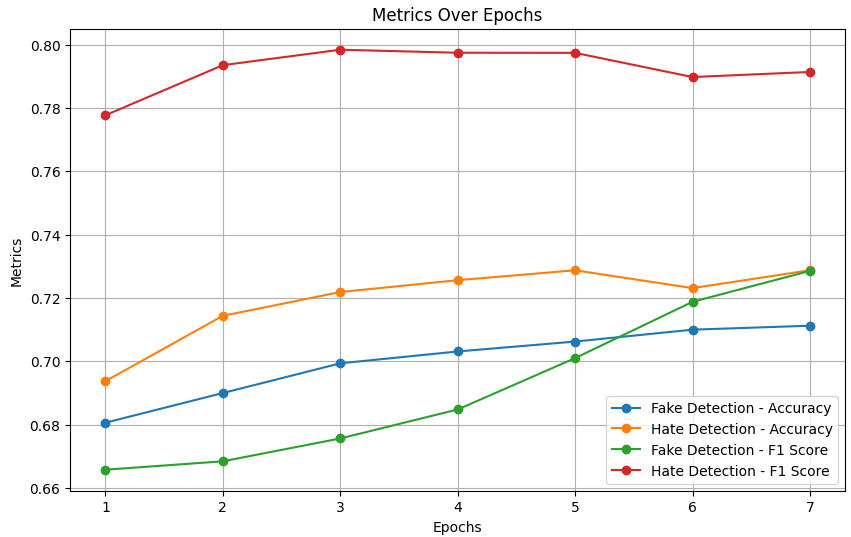 Metrics Over Epochs
0.80
0.78
0.76
0.74
0.72
0.70
0.68
0.66
Metrics
1 2 3 4 5 6 7
Epochs
Fake Detection - Accuracy
Hate Detection - Accuracy
Fake Detection - F1 Score
Hate Detection - F1 Score